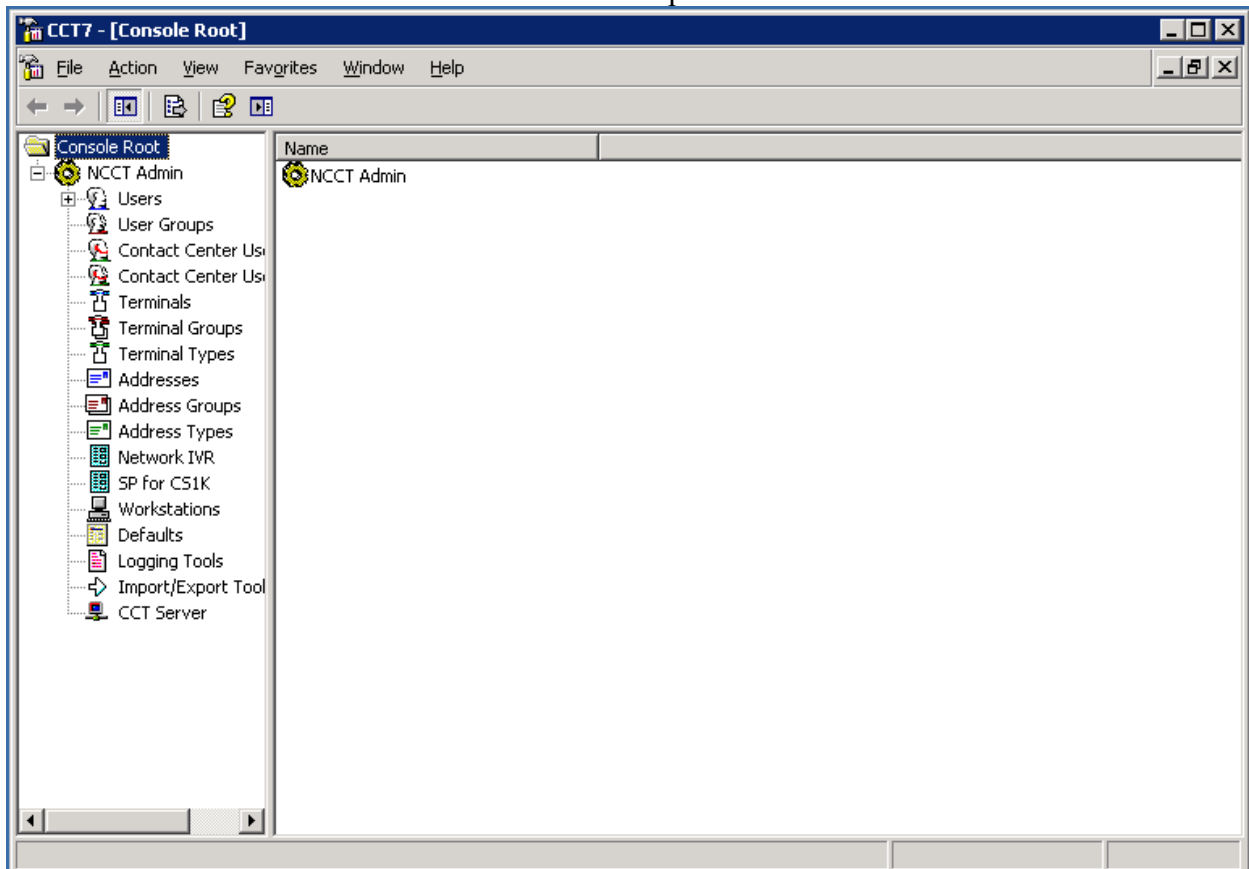 CCT7 - [Console Root]
File Action View Favorites Window Help
Console Root
Name
NCCT Admin
NCCT Admin
Users
User Groups
Contact Center Us
Contact Center Us
Terminals
Terminal Groups
Terminal Types
Addresses
Address Groups
Address Types
Network IVR
SP for CS1K
Workstations
Defaults
Logging Tools
Import/Export Tool
CCT Server